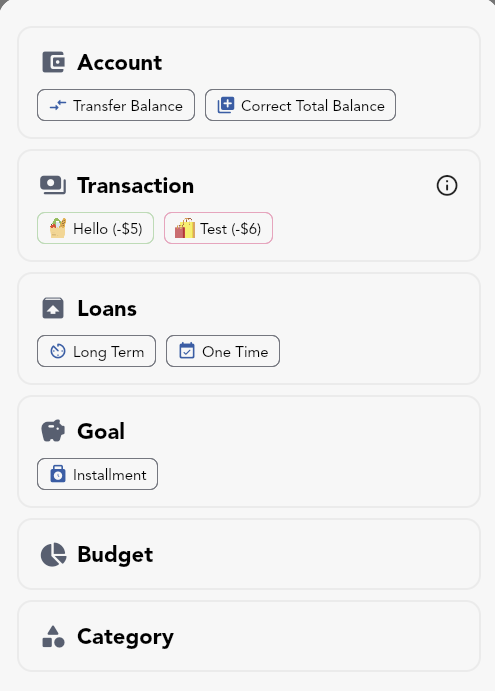 Account
Transfer Balance Correct Total Balance
Transaction
Hello (-$5) Test (-$6)
Loans
Long Term One Time
Goal
Installment
Budget
Category